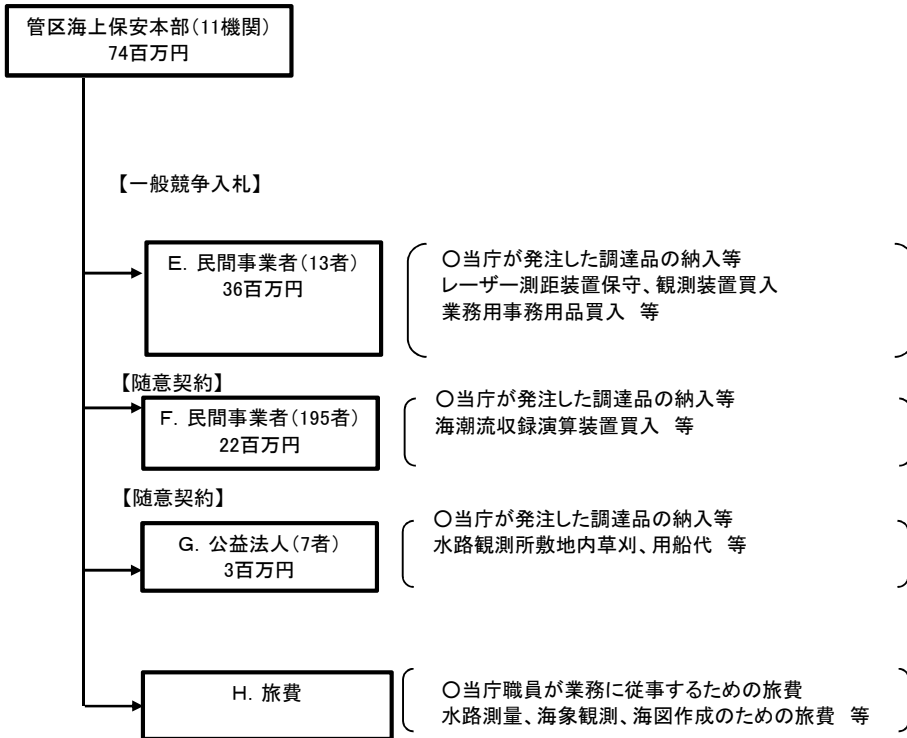 管区海上保安本部(11機関)
74百万円
【一般競争入札】
E. 民間事業者(13者)
36百万円
○当庁が発注した調達品の納入等
レーザー測距装置保守、観測装置買入
業務用事務用品買入 等
【随意契約】
F. 民間事業者(195者)
22百万円
○当庁が発注した調達品の納入等
海潮流収録演算装置買入 等
【随意契約】
G. 公益法人(7者)
3百万円
○当庁が発注した調達品の納入等
水路観測所敷地内草刈、用船代 等
H. 旅費
○当庁職員が業務に従事するための旅費
水路測量、海象観測、海図作成のための旅費 等